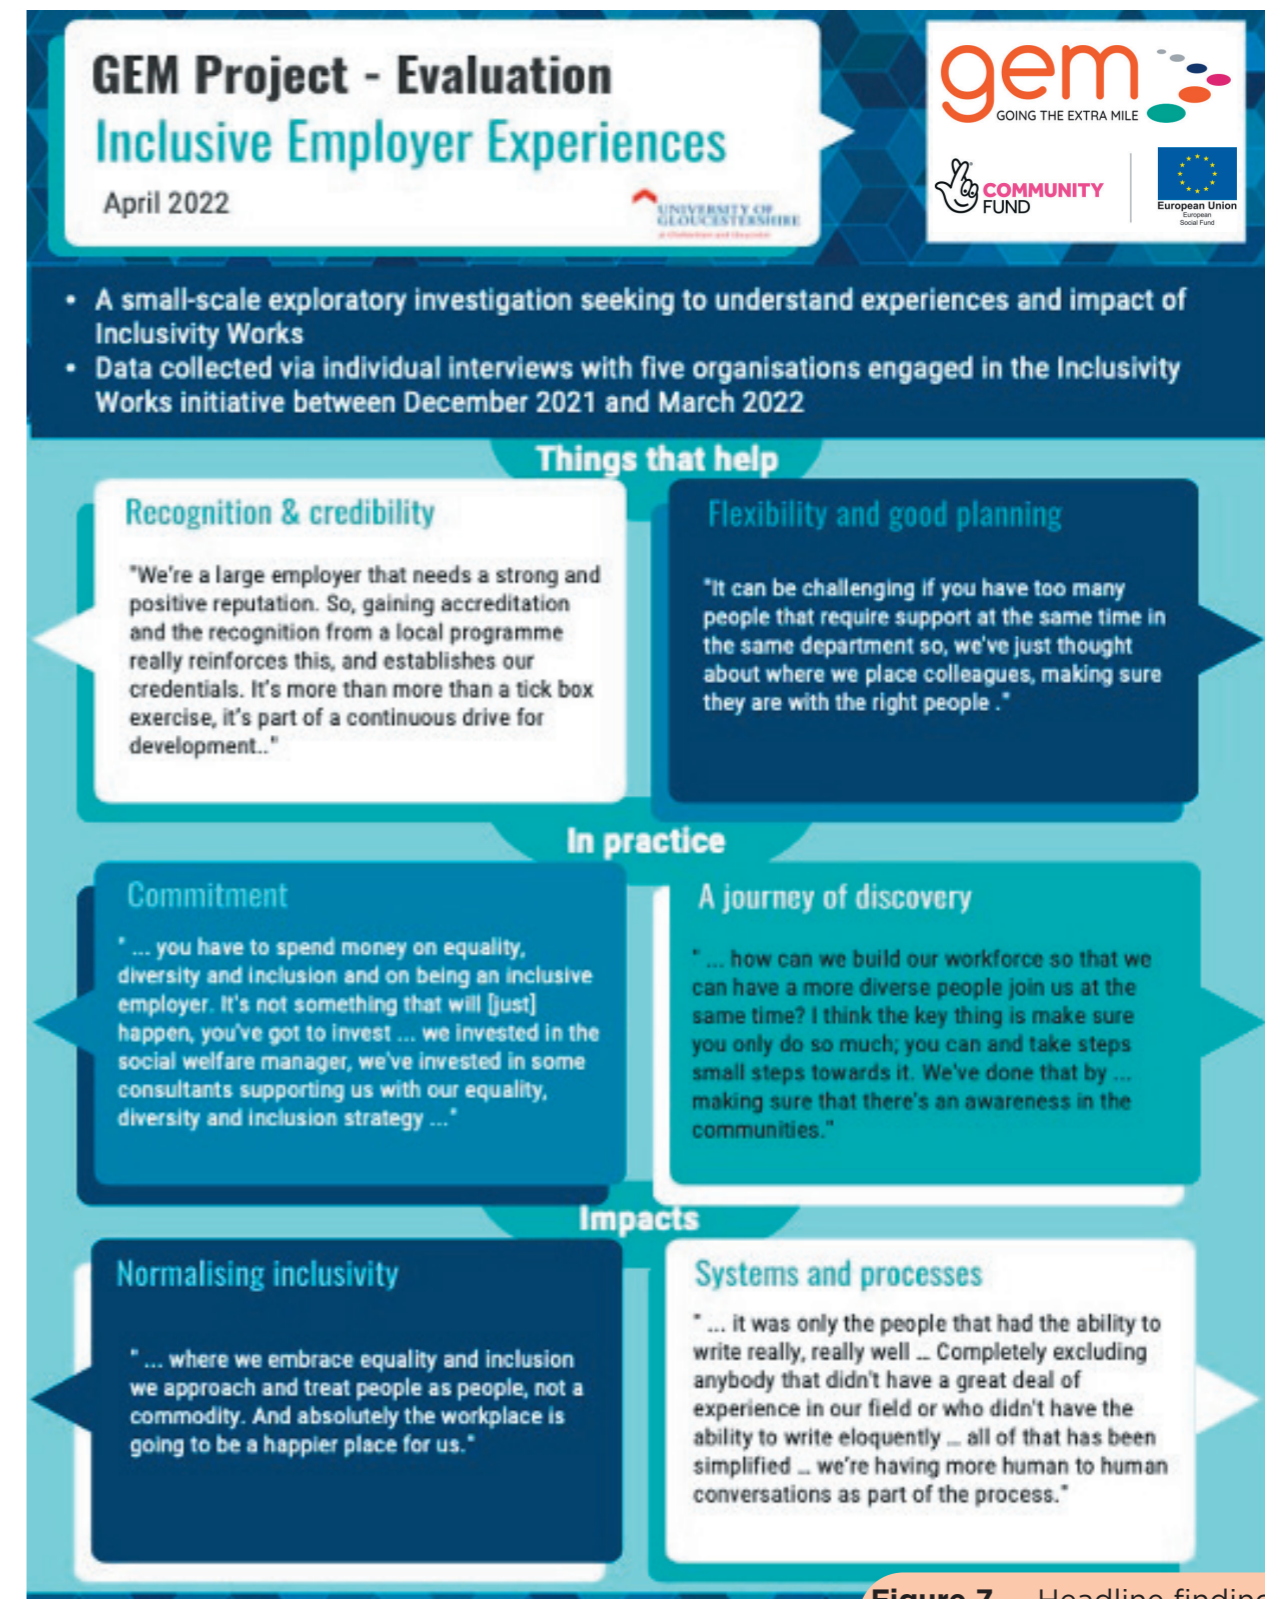 GEM Project - Evaluation
Inclusive Employer Experiences
April 2022
UNIVERSITY OF
GLOUCESTERSHIRE
at Cheltenham and Gloucester
gem
GOING THE EXTRA MILE
COMMUNITY
FUND
European Union
European
Social Fund
• A small-scale exploratory investigation seeking to understand experiences and impact of
Inclusivity Works
• Data collected via individual interviews with five organisations engaged in the Inclusivity
Works initiative between December 2021 and March 2022
Things that help
Recognition & credibility
"We're a large employer that needs a strong and
positive reputation. So, gaining accreditation
and the recognition from a local programme
really reinforces this, and establishes our
credentials. It's more than more than a tick box
exercise, it's part of a continuous drive for
development.."
Flexibility and good planning
"It can be challenging if you have too many
people that require support at the same time in
the same department so, we've just thought
about where we place colleagues, making sure
they are with the right people ."
In practice
Commitment
" ... you have to spend money on equality,
diversity and inclusion and on being an inclusive
employer. It's not something that will [just]
happen, you've got to invest ... we invested in the
social welfare manager, we've invested in some
consultants supporting us with our equality,
diversity and inclusion strategy ..."
A journey of discovery
" ... how can we build our workforce so that we
can have a more diverse people join us at the
same time? I think the key thing is make sure
you only do so much; you can and take steps
small steps towards it. We've done that by ...
making sure that there's an awareness in the
communities."
Impacts
Normalising inclusivity
" ... where we embrace equality and inclusion
we approach and treat people as people, not a
commodity. And absolutely the workplace is
going to be a happier place for us."
Systems and processes
" ... it was only the people that had the ability to
write really, really well ... Completely excluding
anybody that didn't have a great deal of
experience in our field or who didn't have the
ability to write eloquently ... all of that has been
simplified ... we're having more human to human
conversations as part of the process."
Figure 7 Headline finding